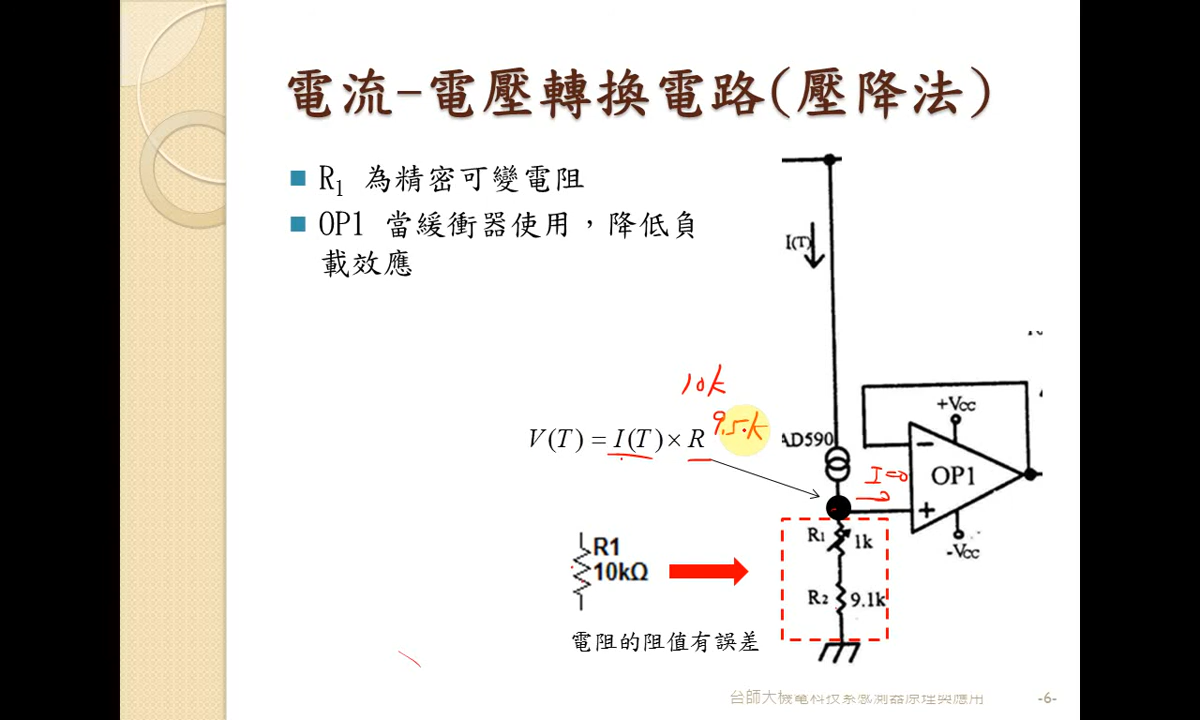 電流-電壓轉換電路(壓降法)
R1 為精密可變電阻
OP1 當緩衝器使用，降低負
載效應
I(T)
10k
9.5k
V(T) = I(T) × R
AD590
+Vcc
I=0
OP1
-Vcc
R1 1k
R1
10kΩ
R2 9.1k
電阻的阻值有誤差
台師大機電科技系感測器原理與應用
-6-